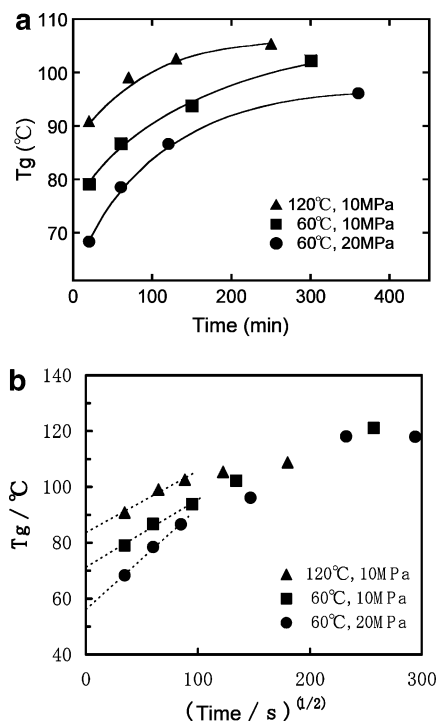 a
110
100
90
80
70
Tg (℃)
▲ 120℃, 10MPa
■ 60℃, 10MPa
● 60℃, 20MPa
0 100 200 300 400
Time (min)
b
140
120
100
80
60
40
Tg / ℃
▲ 120℃, 10MPa
■ 60℃, 10MPa
● 60℃, 20MPa
0 100 200 300
(Time / s) (1/2)